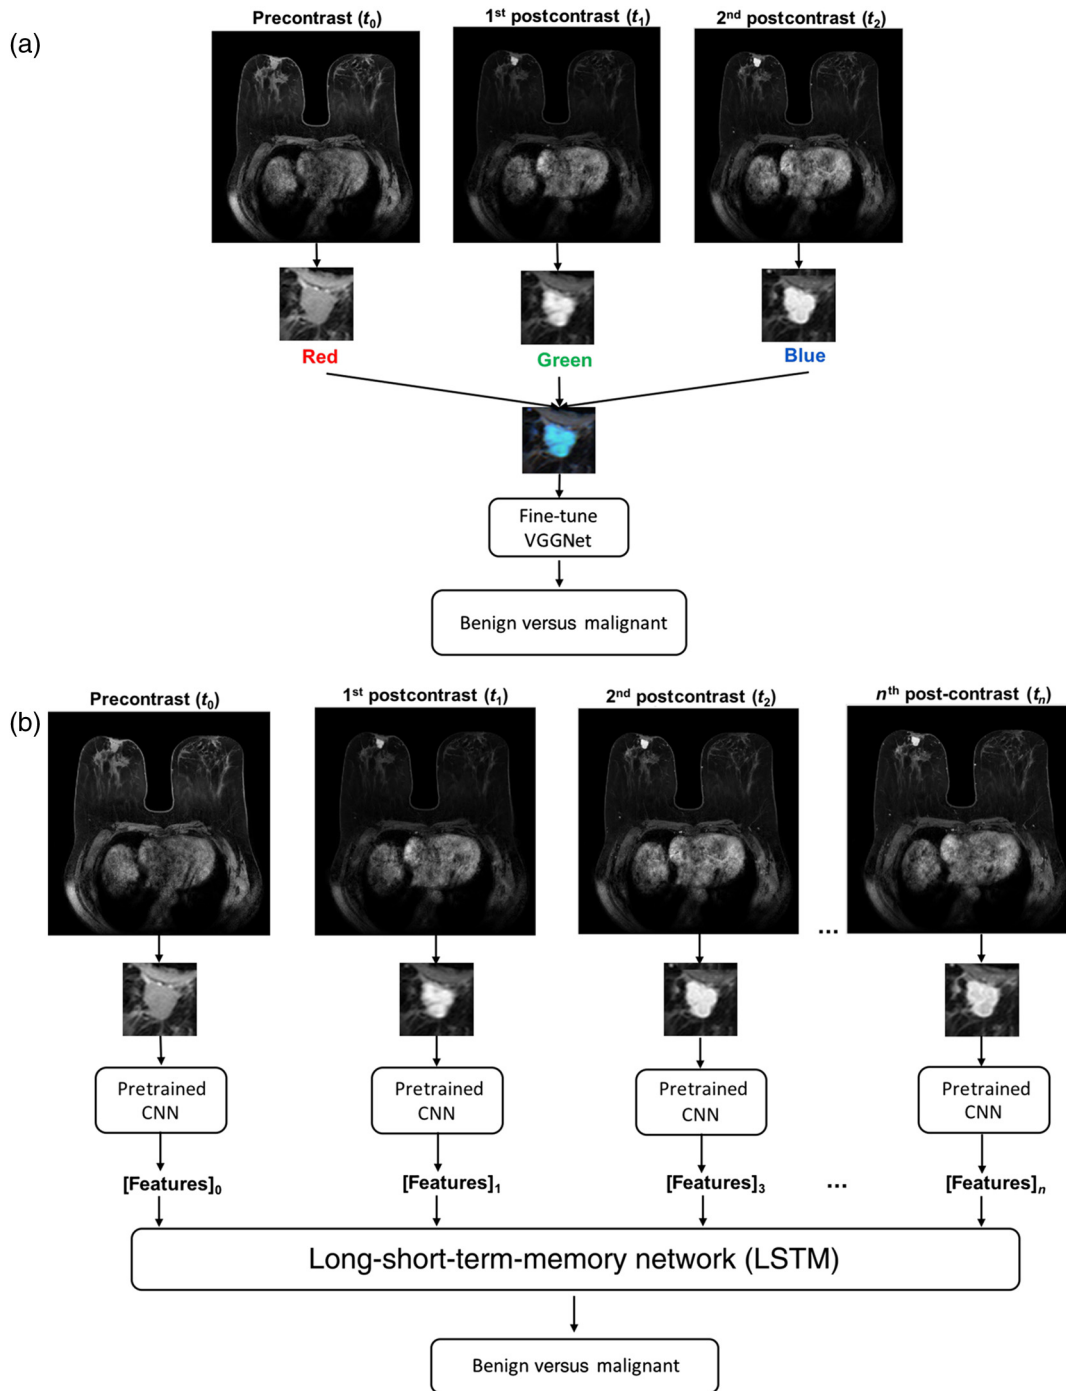 (a)
Precontrast (t0)
1st postcontrast (t1)
2nd postcontrast (t2)
Red
Green
Blue
Fine-tune
VGGNet
Benign versus malignant
(b)
Precontrast (t0)
1st postcontrast (t1)
2nd postcontrast (t2)
nth post-contrast (tn)
...
Pretrained
CNN
Pretrained
CNN
Pretrained
CNN
Pretrained
CNN
[Features]0
[Features]1
[Features]3
...
[Features]n
Long-short-term-memory network (LSTM)
Benign versus malignant